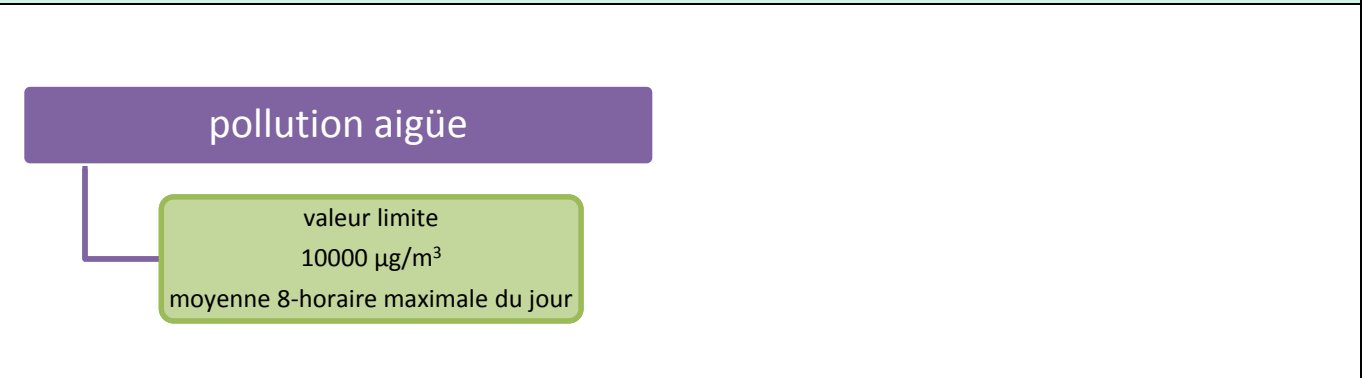 pollution aigüe
valeur limite
10000 µg/m³
moyenne 8-horaire maximale du jour